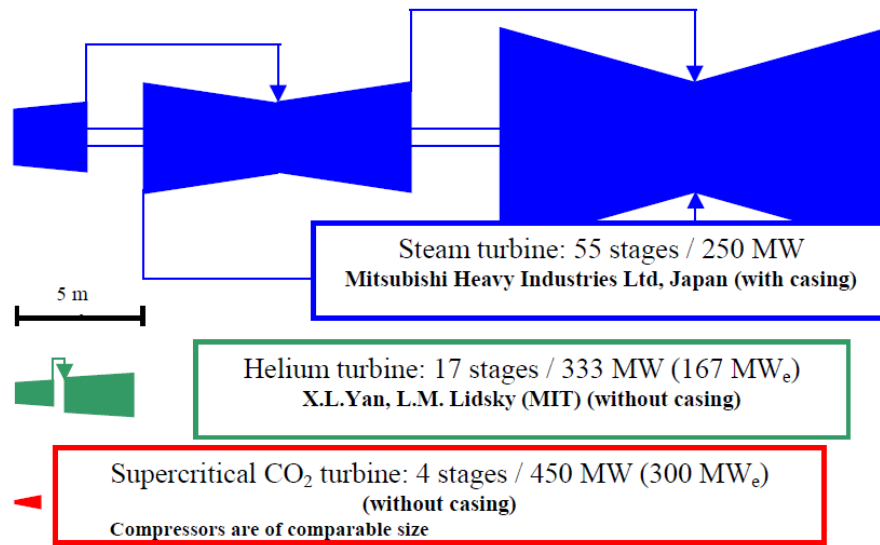 Steam turbine: 55 stages / 250 MW
Mitsubishi Heavy Industries Ltd, Japan (with casing)
5 m
Helium turbine: 17 stages / 333 MW (167 MWₑ)
X.L.Yan, L.M. Lidsky (MIT) (without casing)
Supercritical CO₂ turbine: 4 stages / 450 MW (300 MWₑ)
(without casing)
Compressors are of comparable size